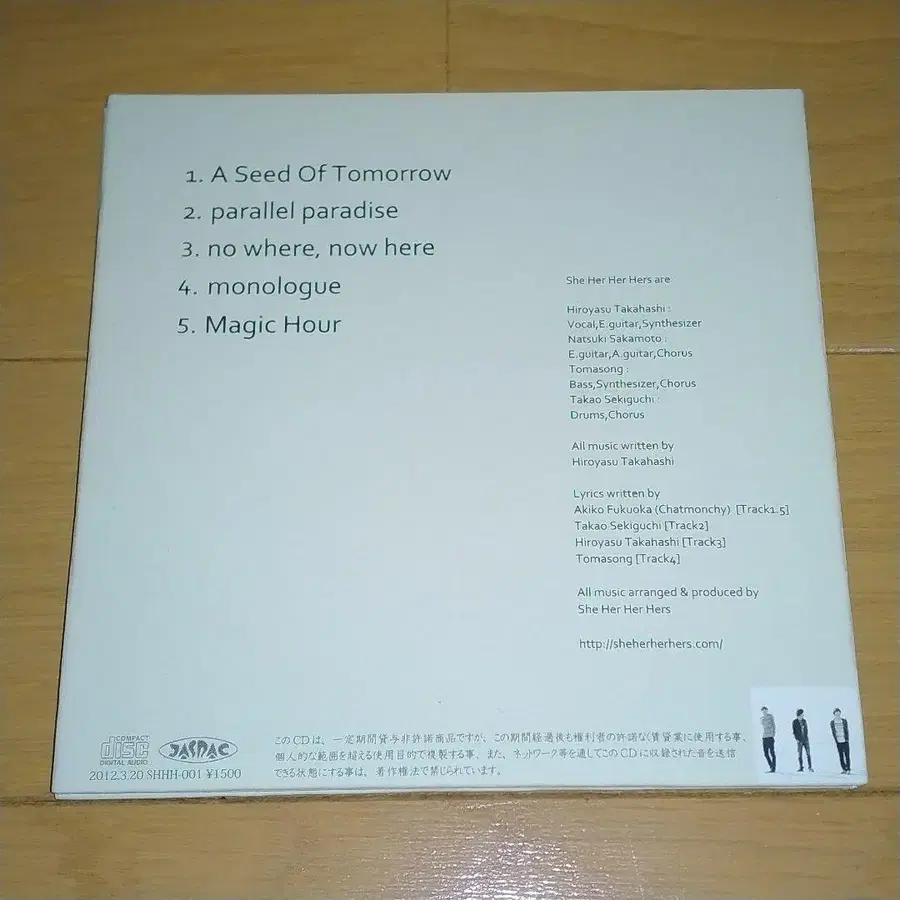 1. A Seed Of Tomorrow
2. parallel paradise
3. no where, now here
4. monologue
5. Magic Hour
She Her Her Hers are
Hiroyasu Takahashi :
Vocal,E.guitar,Synthesizer
Natsuki Sakamoto :
E.guitar,A.guitar,Chorus
Tomasong :
Bass,Synthesizer,Chorus
Takao Sekiguchi :
Drums,Chorus
All music written by
Hiroyasu Takahashi
Lyrics written by
Akiko Fukuoka (Chatmonchy) [Track1.5]
Takao Sekiguchi [Track2]
Hiroyasu Takahashi [Track3]
Tomasong [Track4]
All music arranged & produced by
She Her Her Hers
http://sheherherhers.com/
COMPACT
disc
DIGITAL AUDIO
JASRAC
2012.3.20 SHHH-001 ¥1500
このCDは、一定期間貸与非許諾商品ですが、この期間経過後も権利者の許諾なく賃貸業に使用する事、
個人的な範囲を超える使用目的で複製する事、また、ネットワーク等を通してこのCDに収録された音を送信
できる状態にする事は、著作権法で禁じられています。